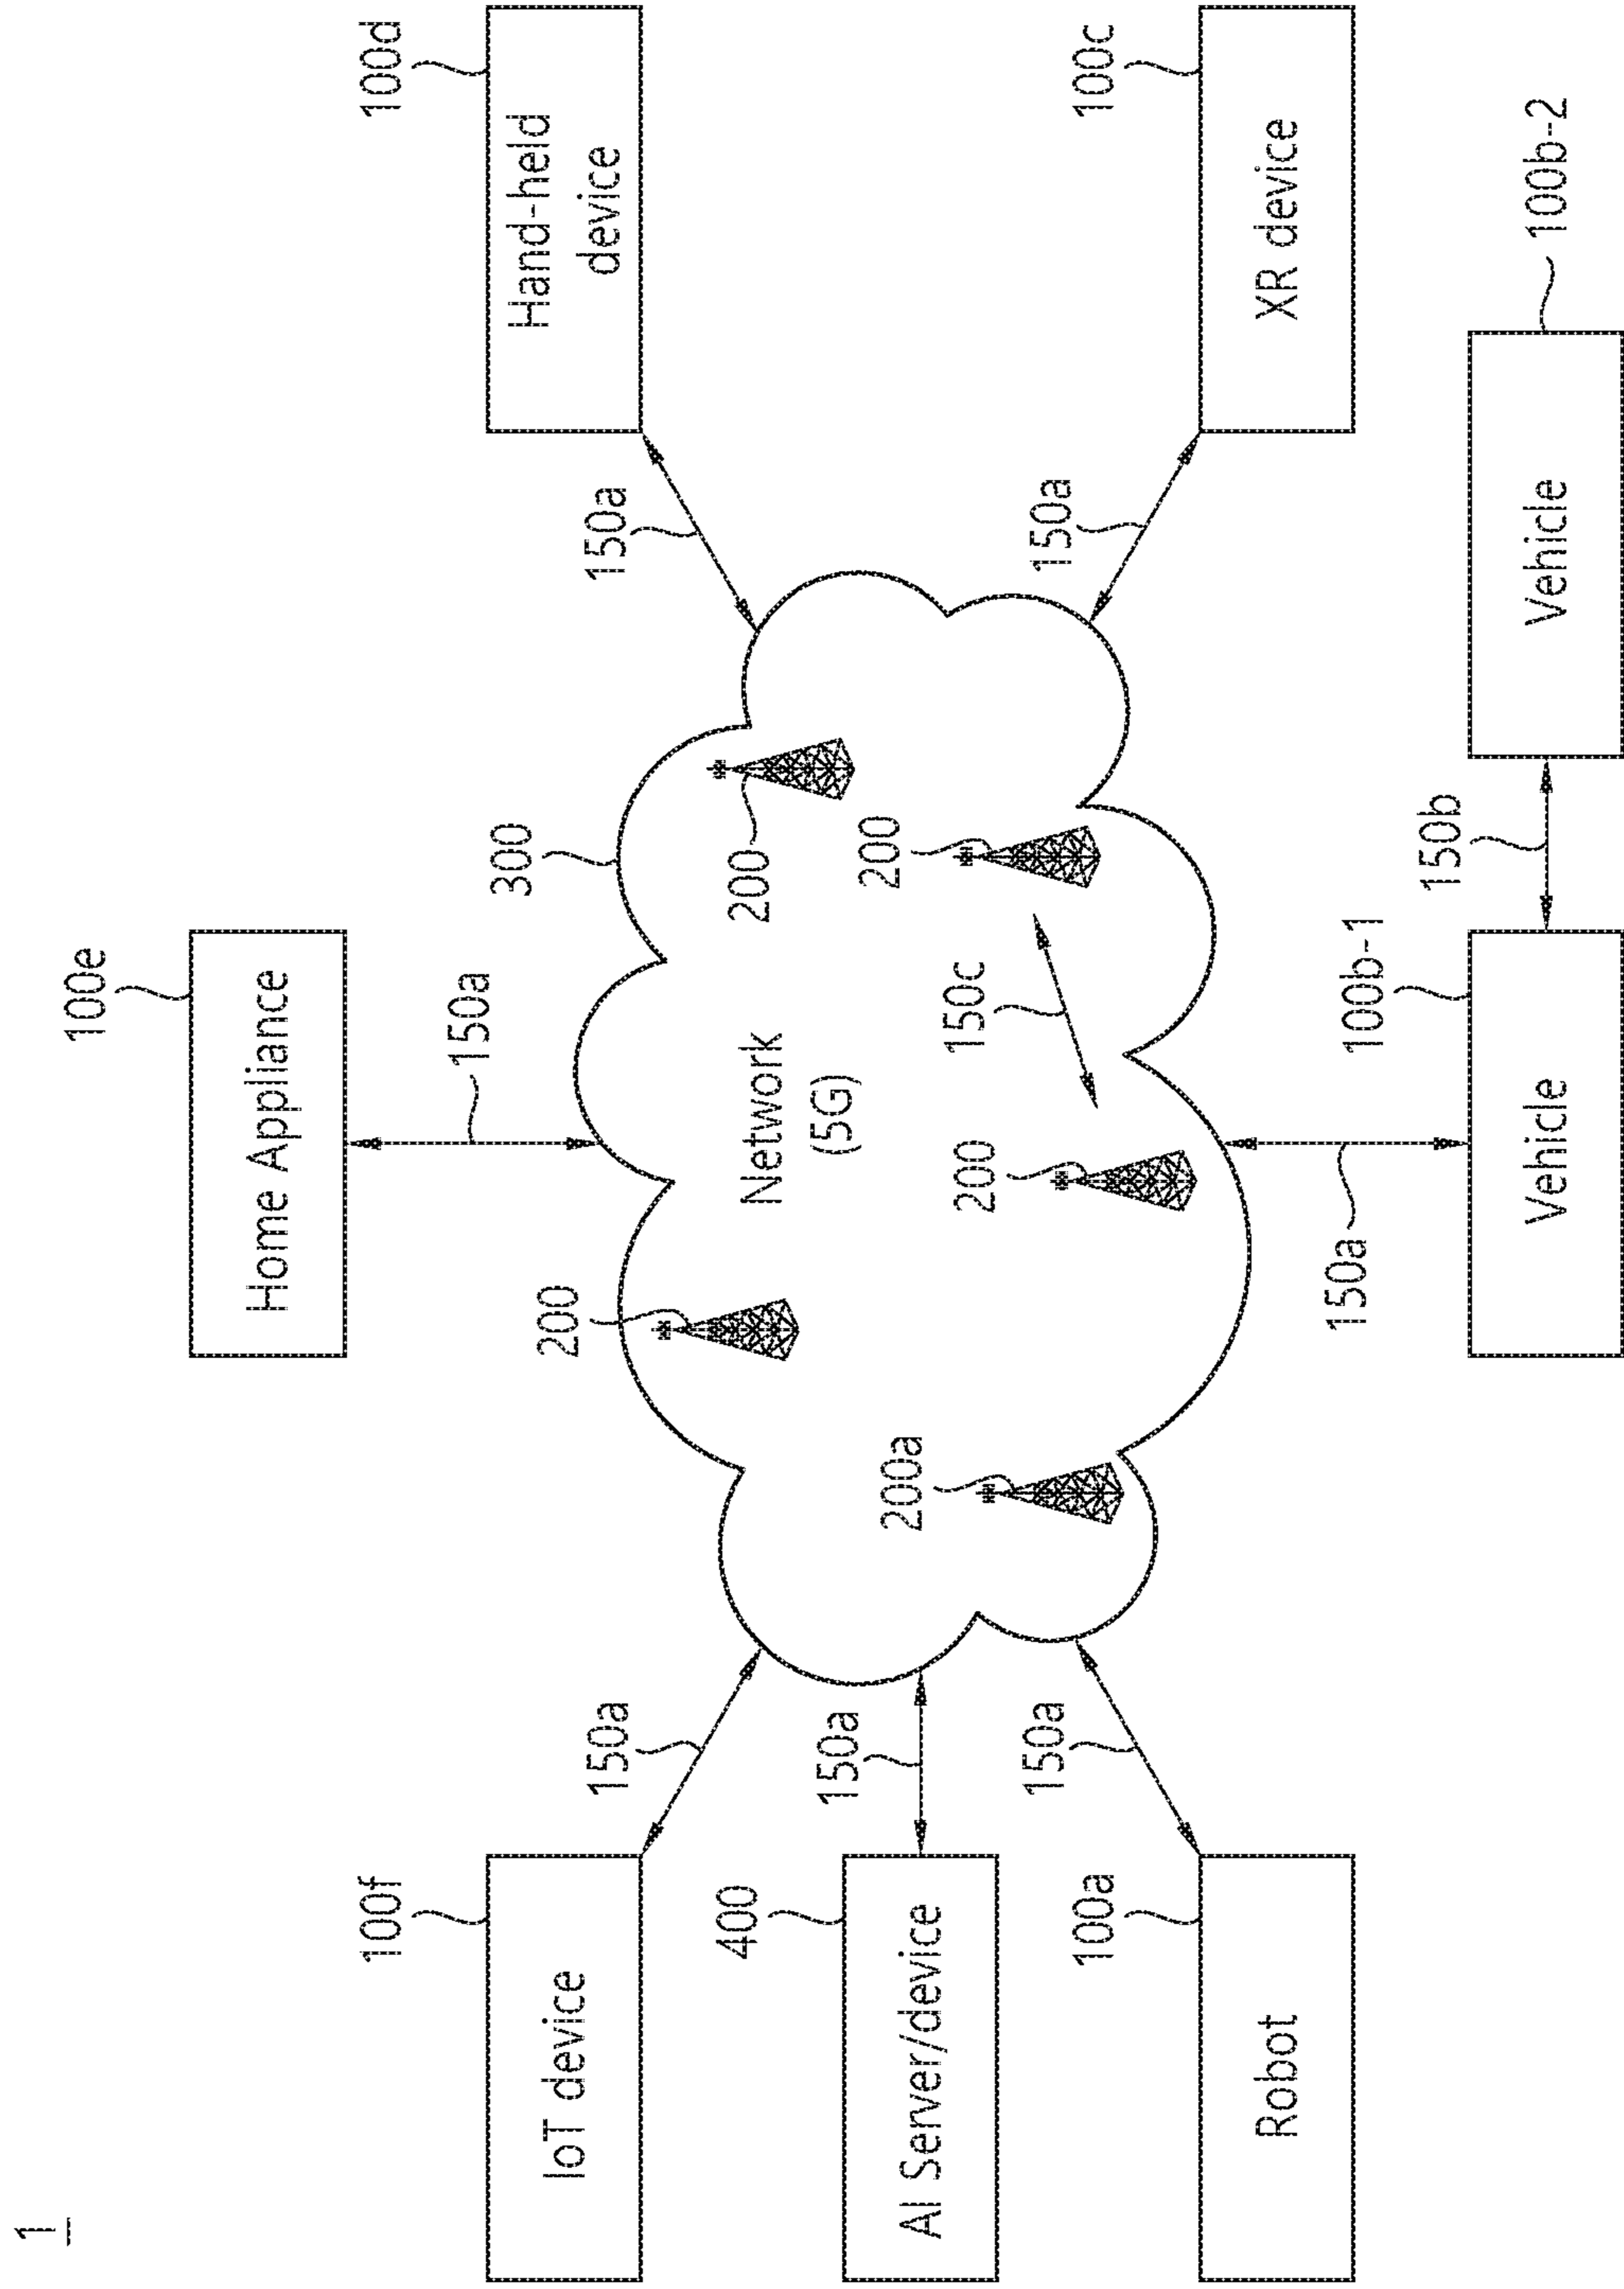 1
100e
Home Appliance
150a
100f
IoT device
150a
300
100d
Hand-held
device
150a
200
200
Network
(5G)
400
AI Server/device
150a
200a
200
150c
200
100a
Robot
150a
150a
100c
XR device
150a
100b-1
Vehicle
150b
Vehicle
100b-2